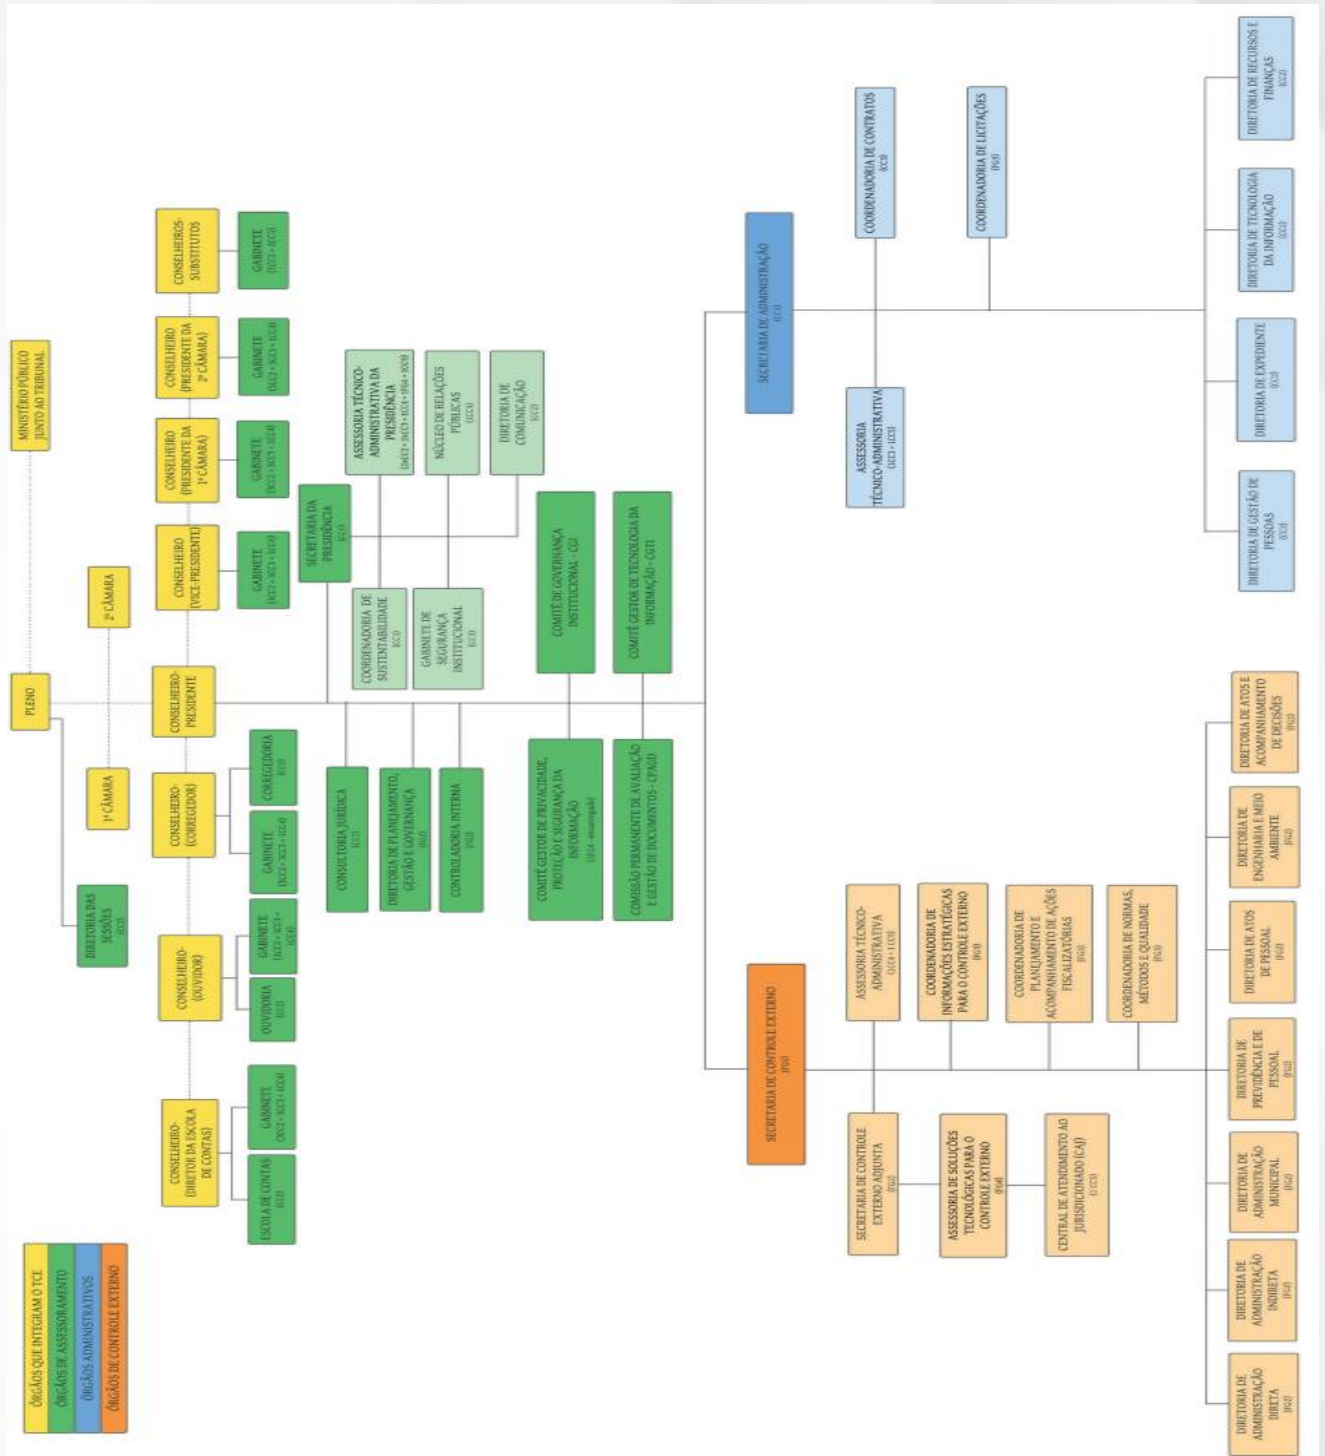 ÓRGÃOS QUE INTEGRAM O TCE
ÓRGÃOS DE ASSESSORAMENTO
ÓRGÃOS ADMINISTRATIVOS
ÓRGÃOS DE CONTROLE EXTERNO
PLENO
MINISTÉRIO PÚBLICO
JUNTO AO TRIBUNAL
DIRETORIA DAS
SESSÕES
1ª CÂMARA
2ª CÂMARA
CONSELHEIRO-
(DIRETOR DA ESCOLA
DE CONTAS)
CONSELHEIRO-
(OUVIDOR)
CONSELHEIRO-
(CORREGEDOR)
CONSELHEIRO-
PRESIDENTE
CONSELHEIRO
(VICE-PRESIDENTE)
CONSELHEIRO
(PRESIDENTE DA
1ª CÂMARA)
CONSELHEIRO
(PRESIDENTE DA
2ª CÂMARA)
CONSELHEIROS-
SUBSTITUTOS
ESCOLA DE CONTAS
GABINETE
OUVIDORIA
GABINETE
GABINETE
CORREGEDORIA
GABINETE
GABINETE
GABINETE
GABINETE
SECRETARIA DA
PRESIDÊNCIA
CONSULTORIA JURÍDICA
DIRETORIA DE PLANEJAMENTO,
GESTÃO E GOVERNANÇA
CONTROLADORIA INTERNA
COORDENADORIA DE
SUSTENTABILIDADE
ASSESSORIA TÉCNICO-
ADMINISTRATIVA DA
PRESIDÊNCIA
GABINETE DE
SEGURANÇA
INSTITUCIONAL
NÚCLEO DE RELAÇÕES
PÚBLICAS
DIRETORIA DE
COMUNICAÇÃO
COMITÊ GESTOR DE PRIVACIDADE,
PROTEÇÃO E SEGURANÇA DA
INFORMAÇÃO
COMITÊ DE GOVERNANÇA
INSTITUCIONAL - CGI
COMISSÃO PERMANENTE DE AVALIAÇÃO
E GESTÃO DE DOCUMENTOS - CPAGED
COMITÊ GESTOR DE TECNOLOGIA DA
INFORMAÇÃO - CGTI
SECRETARIA DE CONTROLE EXTERNO
SECRETARIA DE ADMINISTRAÇÃO
SECRETARIA DE CONTROLE
EXTERNO ADJUNTA
ASSESSORIA TÉCNICO-
ADMINISTRATIVA
ASSESSORIA DE SOLUÇÕES
TECNOLÓGICAS PARA O
CONTROLE EXTERNO
COORDENADORIA DE
INFORMAÇÕES ESTRATÉGICAS
PARA O CONTROLE EXTERNO
CENTRAL DE ATENDIMENTO AO
JURISDICIONADO (CAJ)
COORDENADORIA DE
PLANEJAMENTO E
ACOMPANHAMENTO DE AÇÕES
FISCALIZATÓRIAS
COORDENADORIA DE NORMAS,
MÉTODOS E QUALIDADE
ASSESSORIA
TÉCNICO-ADMINISTRATIVA
COORDENADORIA DE CONTRATOS
COORDENADORIA DE LICITAÇÕES
DIRETORIA DE
ADMINISTRAÇÃO
DIRETA
DIRETORIA DE
ADMINISTRAÇÃO
INDIRETA
DIRETORIA DE
ADMINISTRAÇÃO
MUNICIPAL
DIRETORIA DE
PREVIDÊNCIA E DE
PESSOAL
DIRETORIA DE ATOS
DE PESSOAL
DIRETORIA DE
ENGENHARIA E MEIO
AMBIENTE
DIRETORIA DE ATOS E
ACOMPANHAMENTO
DE DECISÕES
DIRETORIA DE GESTÃO DE
PESSOAS
DIRETORIA DE EXPEDIENTE
DIRETORIA DE TECNOLOGIA
DA INFORMAÇÃO
DIRETORIA DE RECURSOS E
FINANÇAS